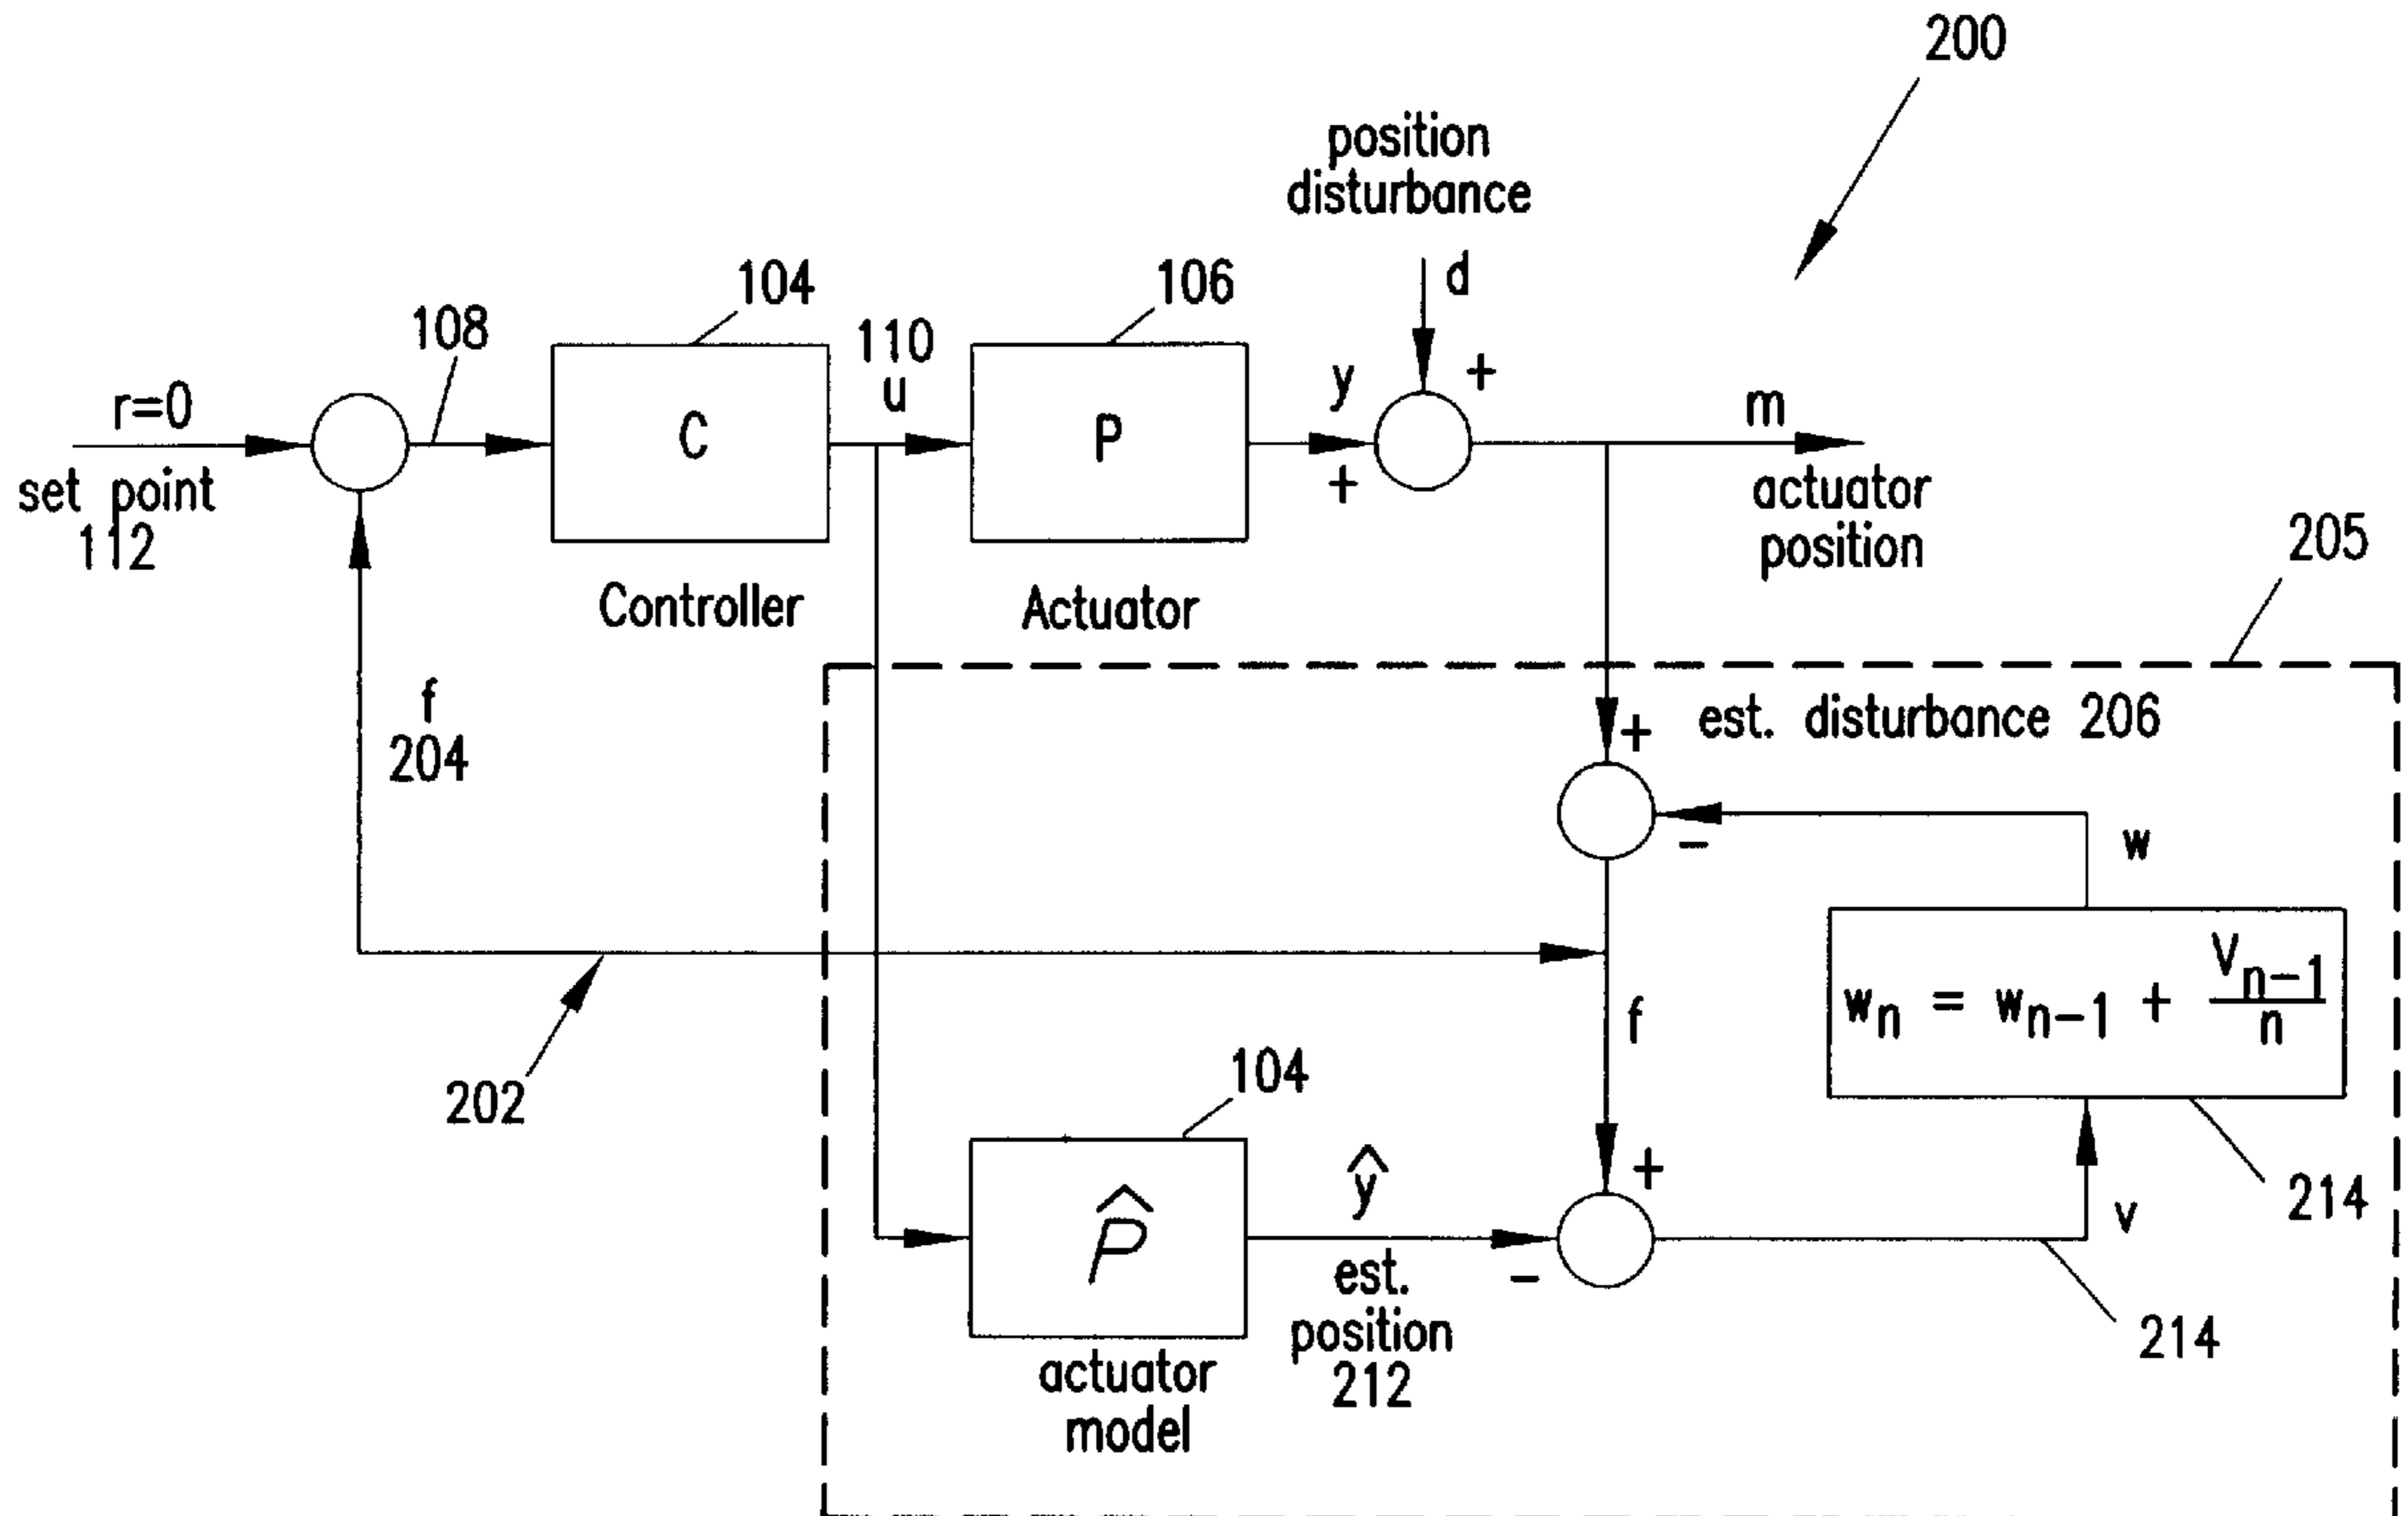 200
position
disturbance
d
104
106
108
110
u
r=0
C
P
y
+
+
m
set point
112
actuator
position
Controller
Actuator
205
f
204
+
est. disturbance 206
-
w
wₙ = wₙ₋₁ + Vₙ₋₁/n
f
202
104
P̂
ŷ
+
-
v
214
est.
position
212
214
actuator
model